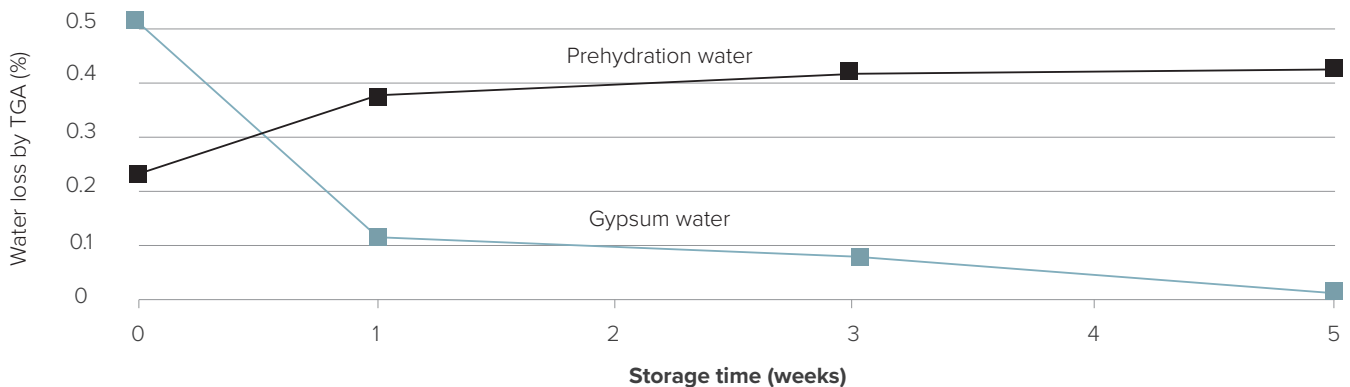 Water loss by TGA (%)
0.5
0.4
0.3
0.2
0.1
0
Prehydration water
Gypsum water
0 1 2 3 4 5
Storage time (weeks)